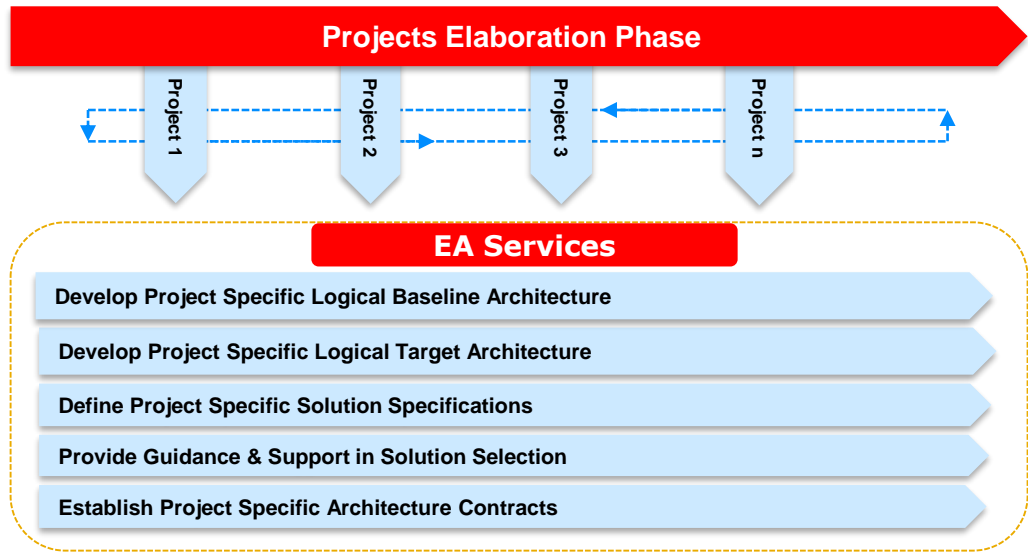 Projects Elaboration Phase
Project 1
Project 2
Project 3
Project n
EA Services
Develop Project Specific Logical Baseline Architecture
Develop Project Specific Logical Target Architecture
Define Project Specific Solution Specifications
Provide Guidance & Support in Solution Selection
Establish Project Specific Architecture Contracts